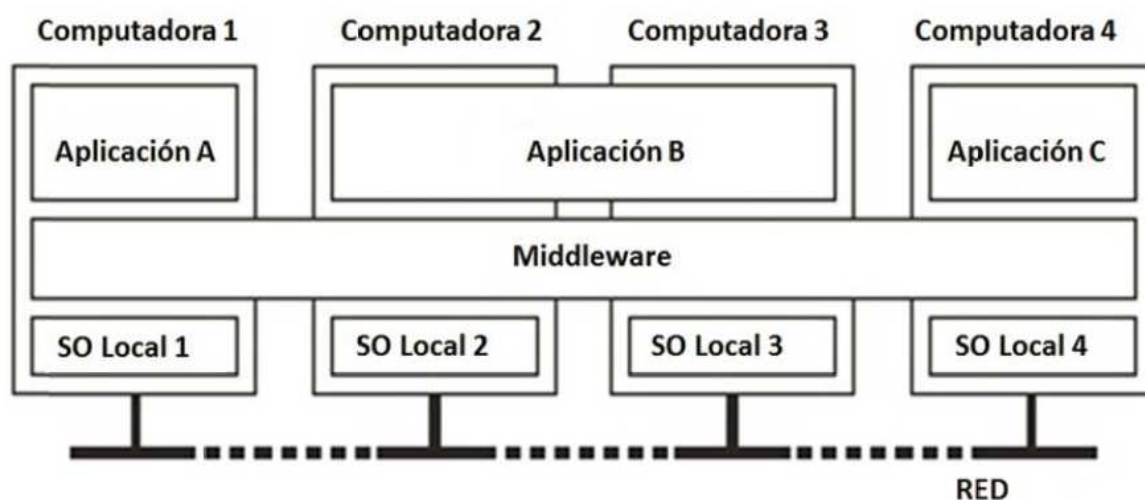 Computadora 1
Computadora 2
Computadora 3
Computadora 4
Aplicación A
Aplicación B
Aplicación C
Middleware
SO Local 1
SO Local 2
SO Local 3
SO Local 4
RED